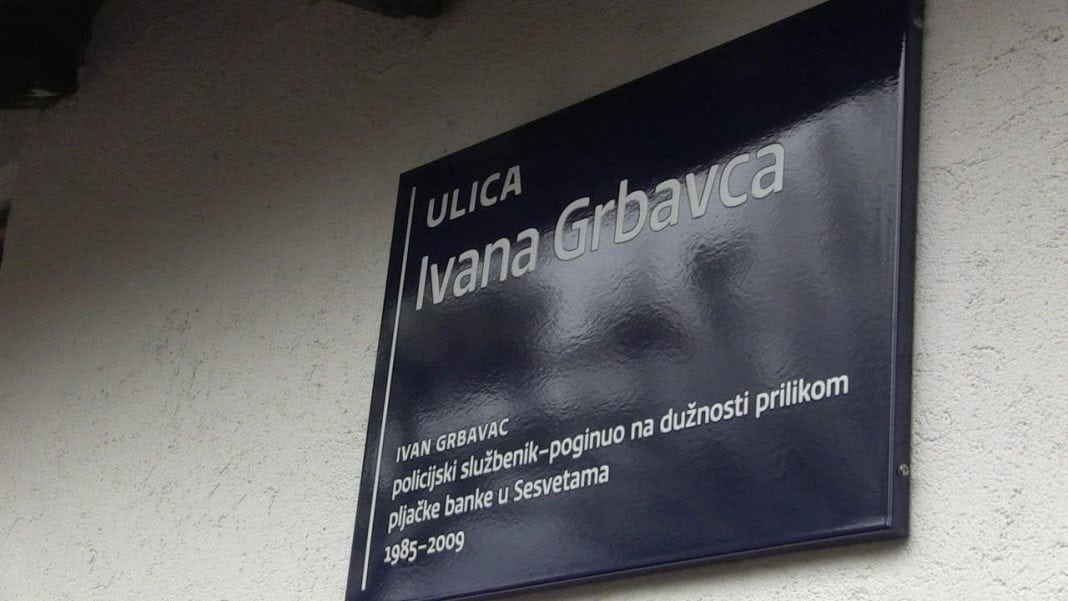 ULICA
Ivana Grbavca
IVAN GRBAVAC
policijski službenik–poginuo na dužnosti prilikom
pljačke banke u Sesvetama
1985–2009